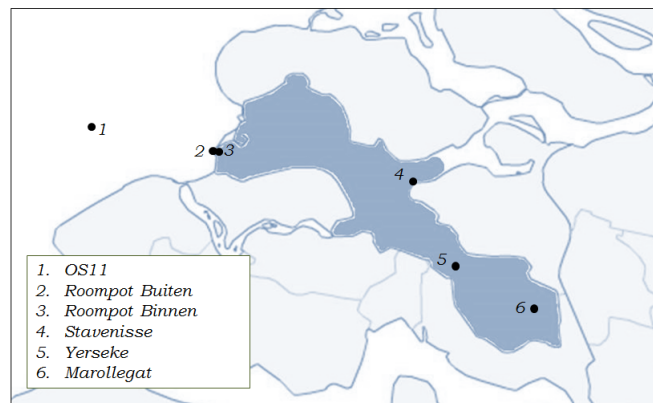 1
2 3
4
5
6
1. OS11
2. Roompot Buiten
3. Roompot Binnen
4. Stavenisse
5. Yerseke
6. Marollegat